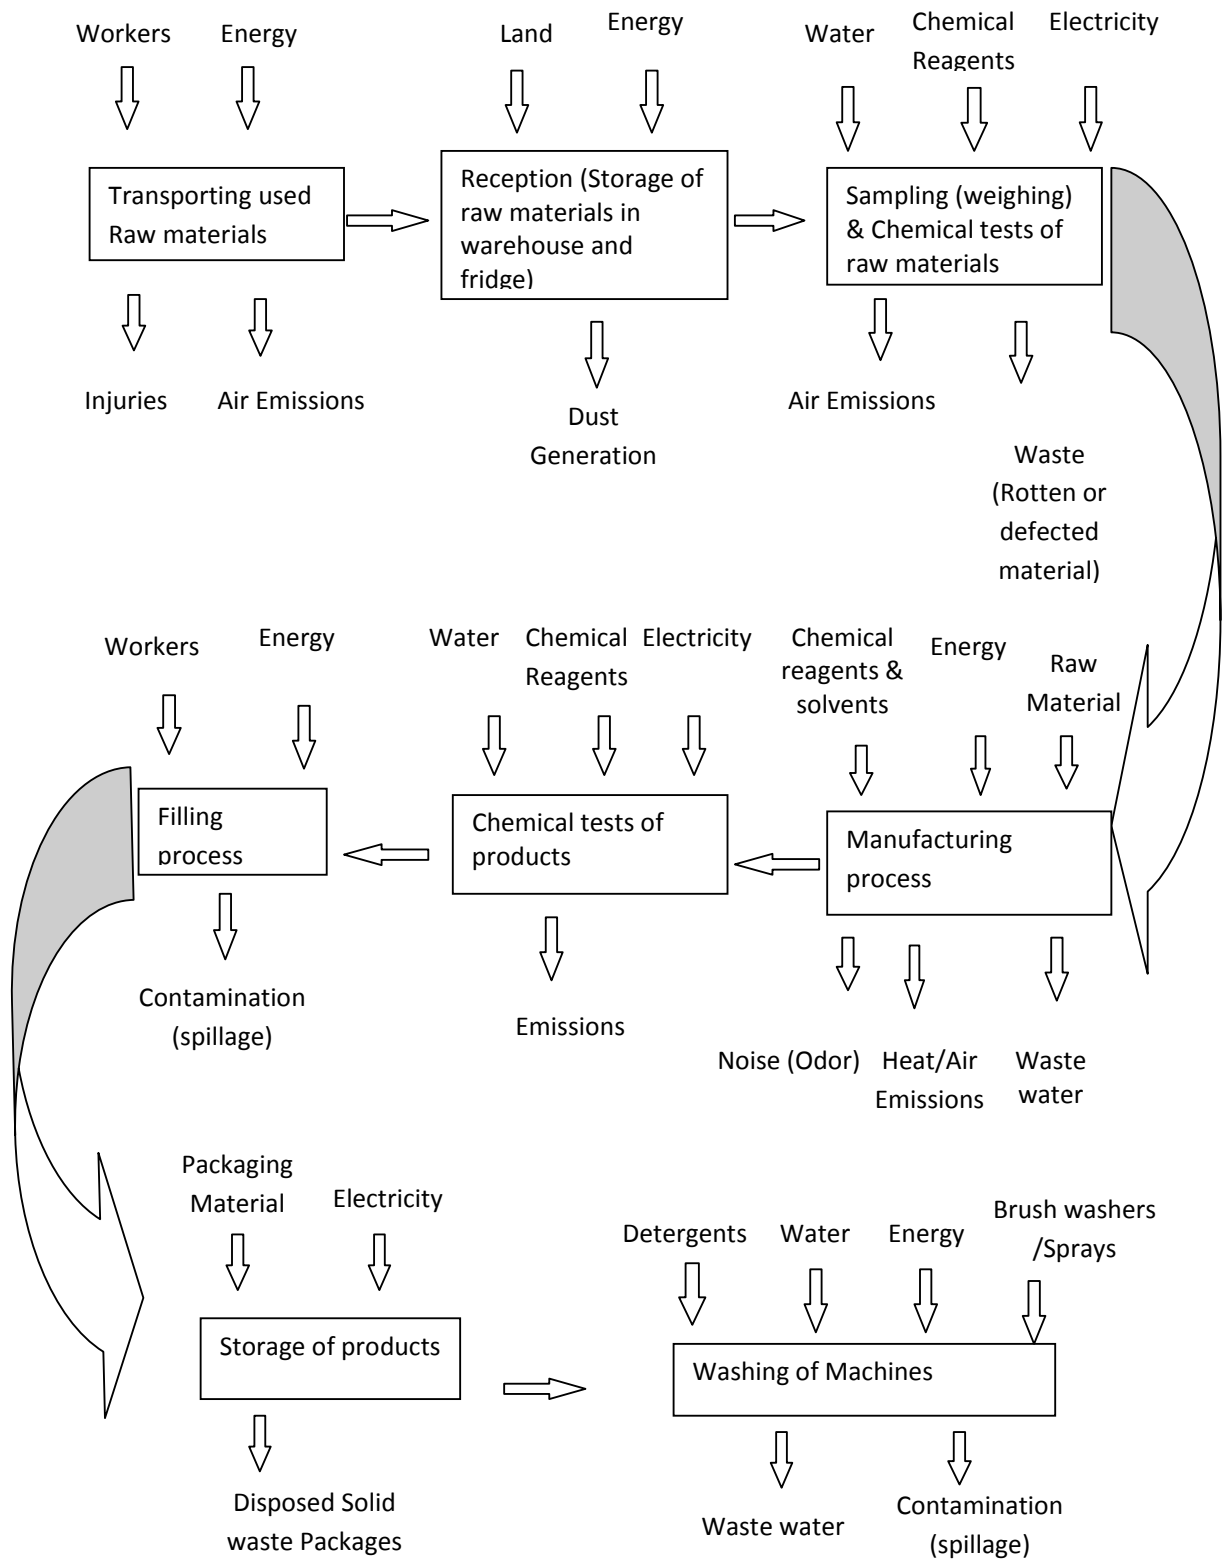 Workers
Energy
Land
Energy
Water
Chemical
Reagents
Electricity
Transporting used
Raw materials
Reception (Storage of
raw materials in
warehouse and
fridge)
Sampling (weighing)
& Chemical tests of
raw materials
Injuries
Air Emissions
Dust
Generation
Air Emissions
Waste
(Rotten or
defected
material)
Workers
Energy
Water
Chemical
Reagents
Electricity
Chemical
reagents &
solvents
Energy
Raw
Material
Filling
process
Chemical tests of
products
Manufacturing
process
Contamination
(spillage)
Emissions
Noise (Odor)
Heat/Air
Emissions
Waste
water
Packaging
Material
Electricity
Detergents
Water
Energy
Brush washers
/Sprays
Storage of products
Washing of Machines
Disposed Solid
waste Packages
Waste water
Contamination
(spillage)